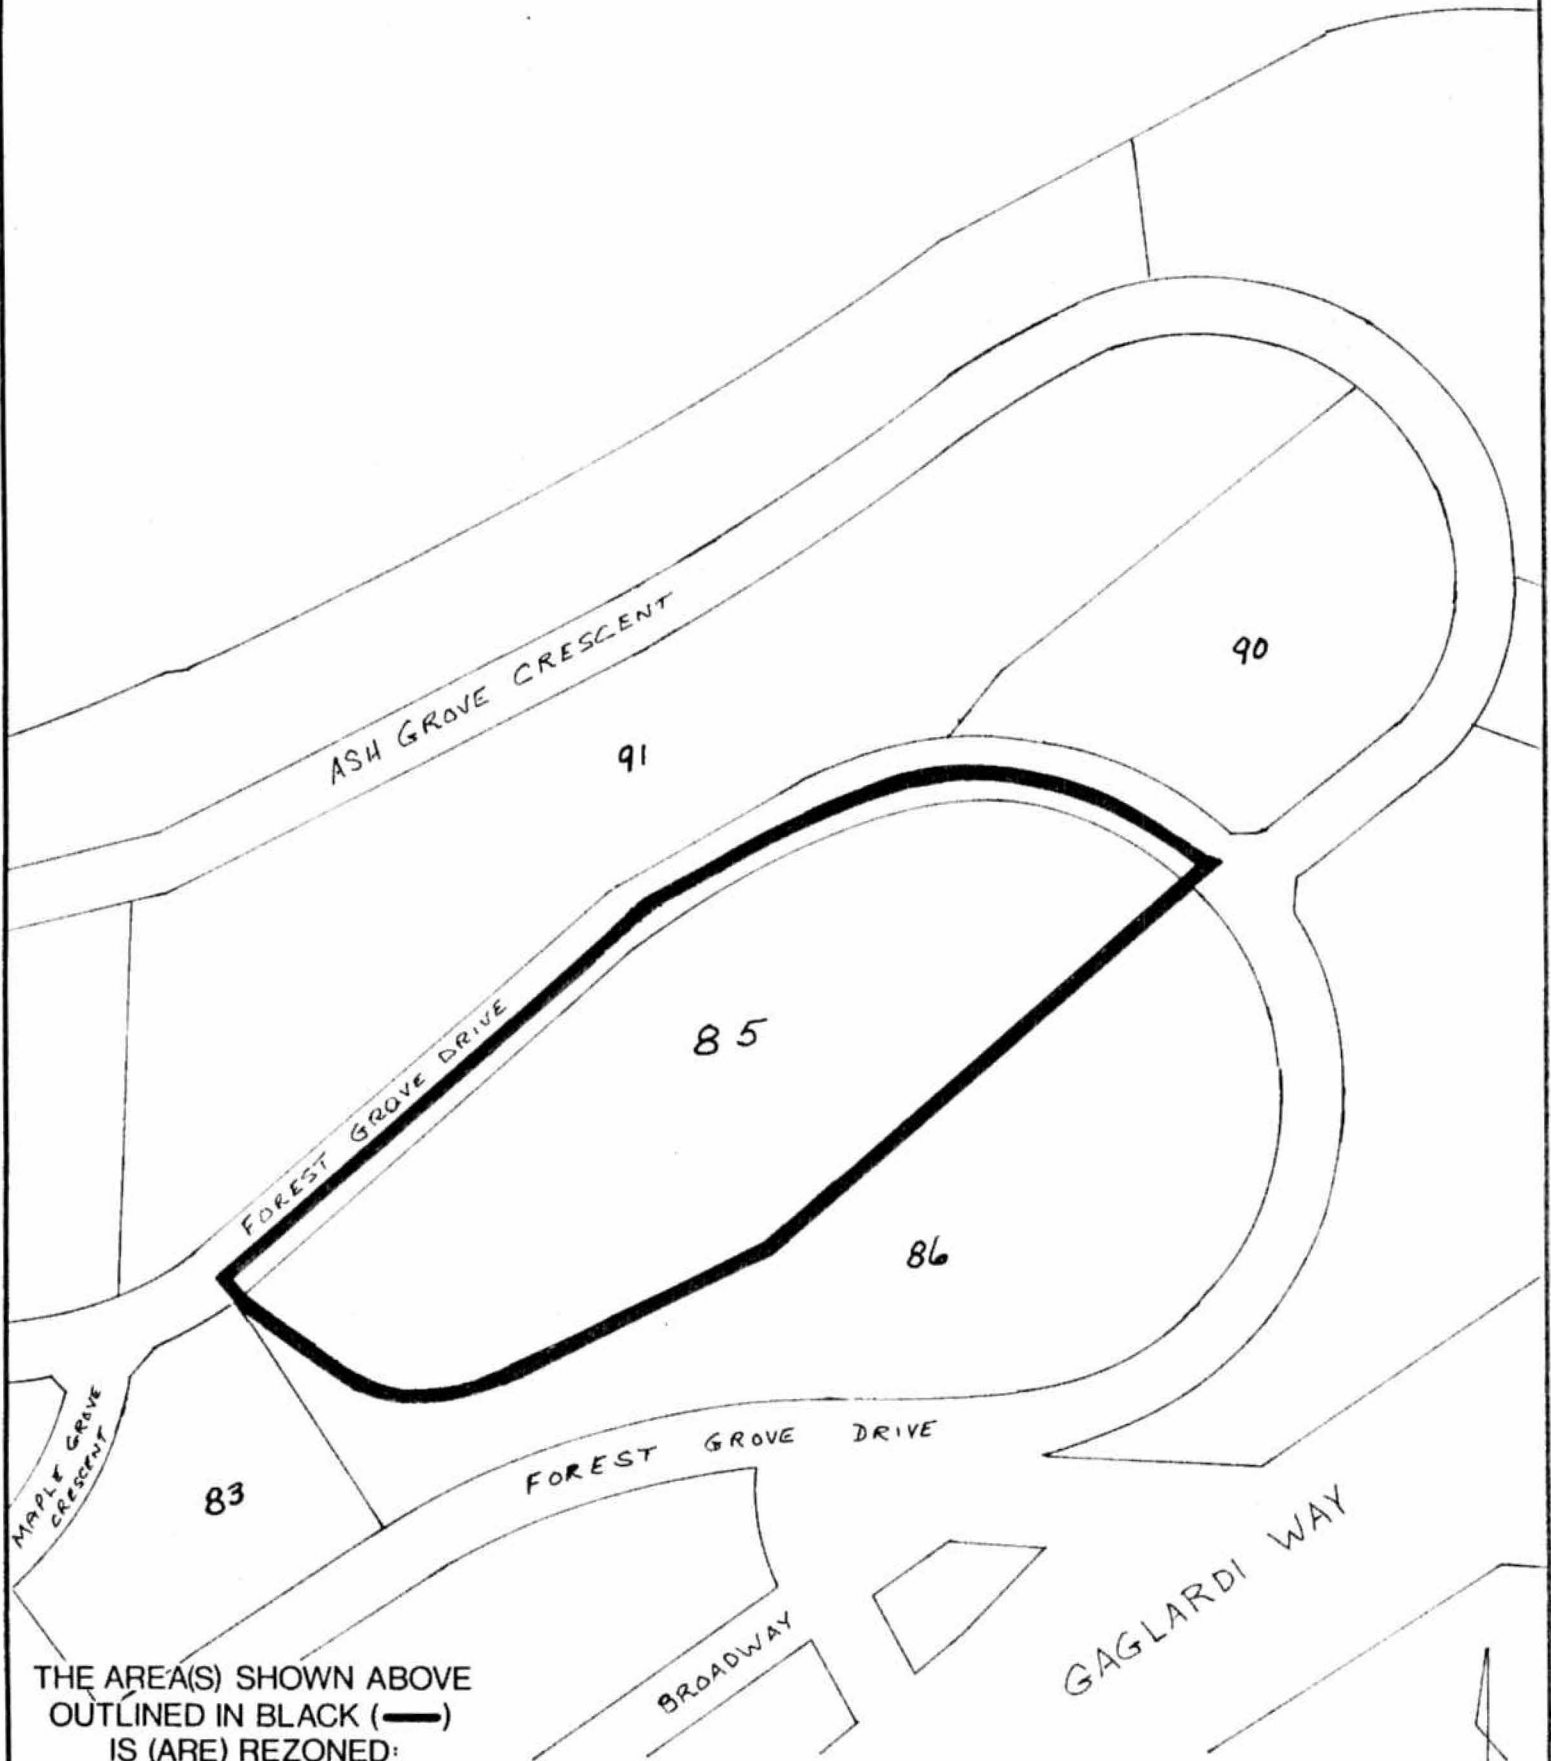 ASH GROVE CRESCENT
90
91
FOREST GROVE DRIVE
85
86
MAPLE GROVE
CRESCENT
83
FOREST GROVE DRIVE
GAGLARDI WAY
BROADWAY
THE AREA(S) SHOWN ABOVE
OUTLINED IN BLACK (━)
IS (ARE) REZONED: